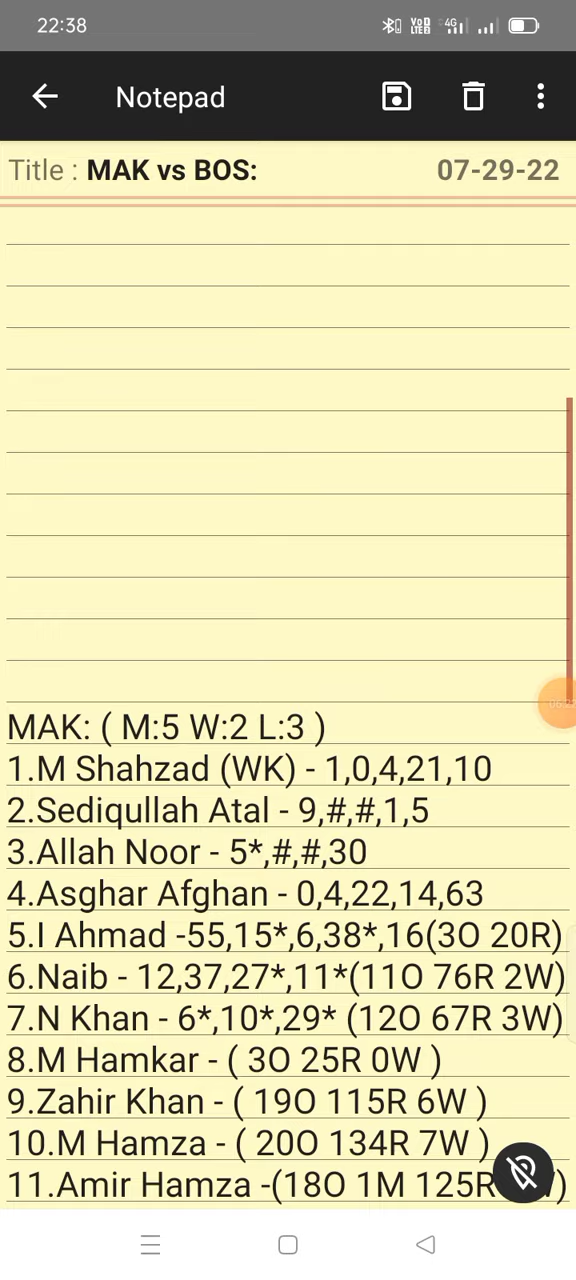 22:38
VoD LTE2 4G
Notepad
Title : MAK vs BOS: 07-29-22
MAK: ( M:5 W:2 L:3 )
1.M Shahzad (WK) - 1,0,4,21,10
2.Sediqullah Atal - 9,#,#,1,5
3.Allah Noor - 5*,#,#,30
4.Asghar Afghan - 0,4,22,14,63
5.I Ahmad -55,15*,6,38*,16(3O 20R)
6.Naib - 12,37,27*,11*(11O 76R 2W)
7.N Khan - 6*,10*,29* (12O 67R 3W)
8.M Hamkar - ( 3O 25R 0W )
9.Zahir Khan - ( 19O 115R 6W )
10.M Hamza - ( 20O 134R 7W )
11.Amir Hamza -(18O 1M 125R )